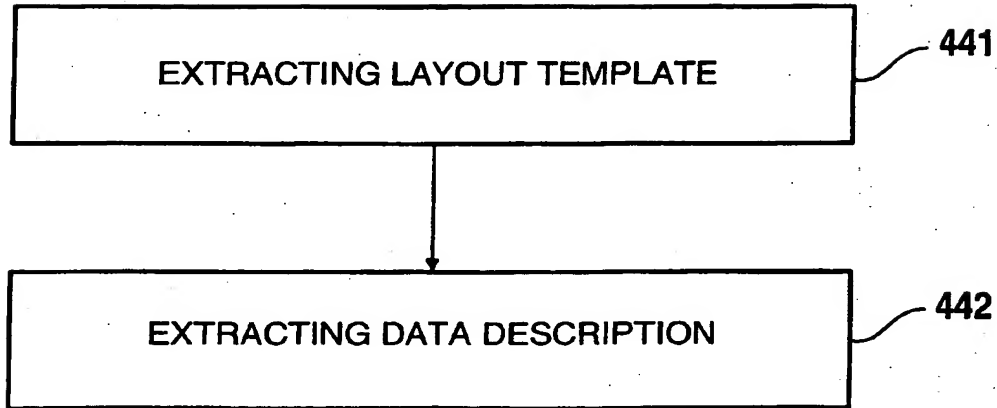 EXTRACTING LAYOUT TEMPLATE
441
EXTRACTING DATA DESCRIPTION
442